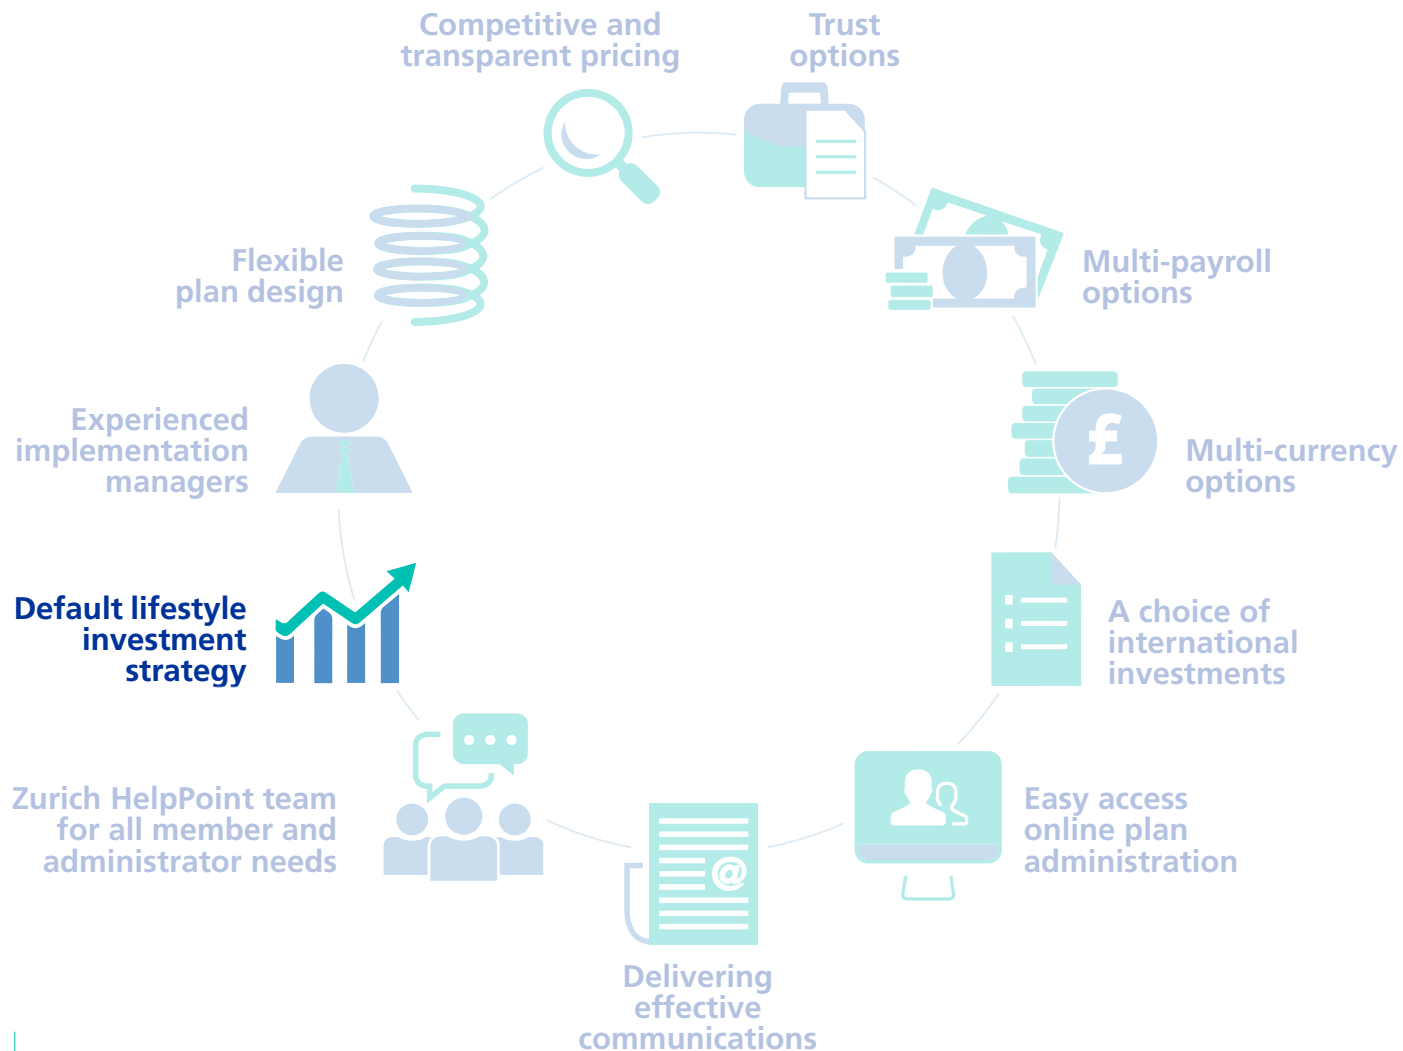 Competitive and
transparent pricing
Trust
options
Multi-payroll
options
Multi-currency
options
A choice of
international
investments
Easy access
online plan
administration
Delivering
effective
communications
Zurich HelpPoint team
for all member and
administrator needs
Default lifestyle
investment
strategy
Experienced
implementation
managers
Flexible
plan design
£
@